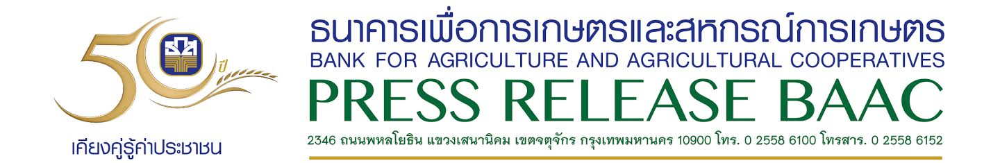 50 ปี
ธกส
เคียงคู่รู้ค่าประชาชน
ธนาคารเพื่อการเกษตรและสหกรณ์การเกษตร
BANK FOR AGRICULTURE AND AGRICULTURAL COOPERATIVES
PRESS RELEASE BAAC
2346 ถนนพหลโยธิน แขวงเสนานิคม เขตจตุจักร กรุงเทพมหานคร 10900 โทร. 0 2558 6100 โทรสาร. 0 2558 6152